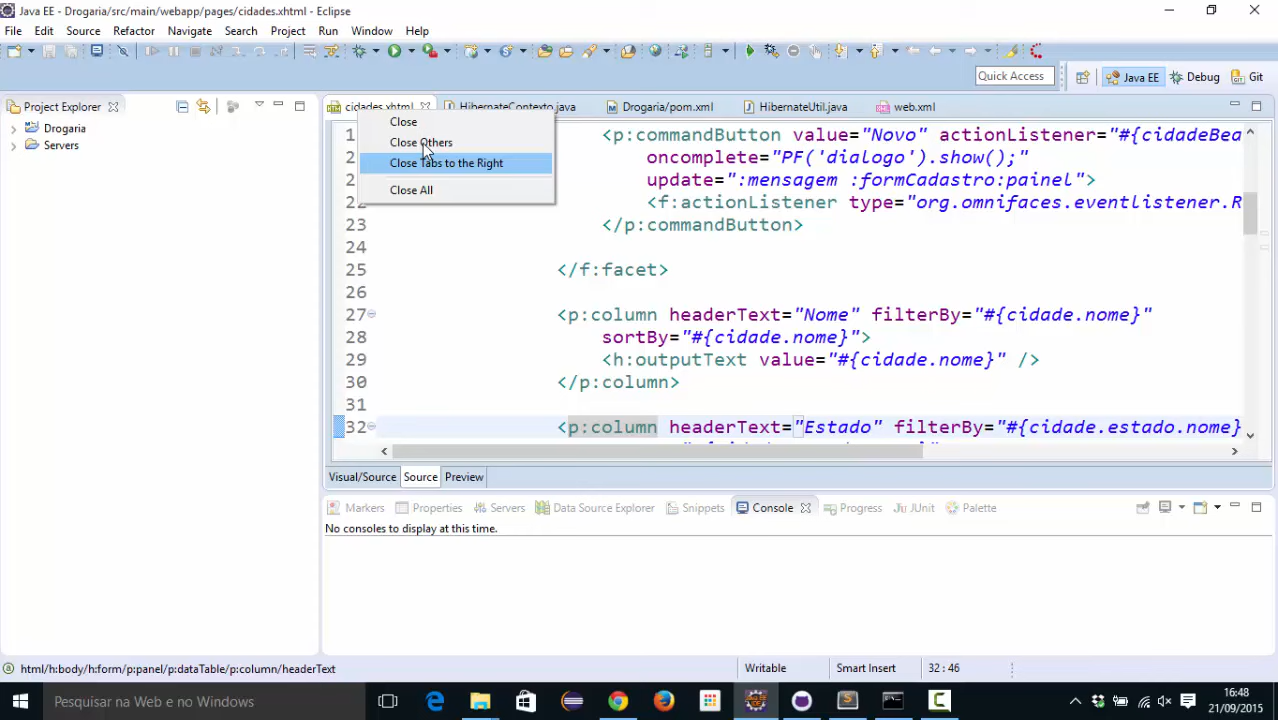 Java EE - Drogaria/src/main/webapp/pages/cidades.xhtml - Eclipse
File Edit Source Refactor Navigate Search Project Run Window Help
Quick Access
Java EE
Debug
Git
Project Explorer
Drogaria
Servers
cidades.xhtml HibernateContexto.java Drogaria/pom.xml HibernateUtil.java web.xml
Close
Close Others
Close Tabs to the Right
Close All
<p:commandButton value="Novo" actionListener="#{cidadeBea
oncomplete="PF('dialogo').show();"
update=":mensagem :formCadastro:painel">
<f:actionListener type="org.omnifaces.eventlistener.R
23 </p:commandButton>
24
25 </f:facet>
26
27 <p:column headerText="Nome" filterBy="#{cidade.nome}"
28 sortBy="#{cidade.nome}">
29 <h:outputText value="#{cidade.nome}" />
30 </p:column>
31
32 <p:column headerText="Estado" filterBy="#{cidade.estado.nome}
Visual/Source Source Preview
Markers Properties Servers Data Source Explorer Snippets Console Progress JUnit Palette
No consoles to display at this time.
html/h:body/h:form/p:panel/p:dataTable/p:column/headerText
Writable
Smart Insert
32 : 46
Pesquisar na Web e no Windows
16:48
21/09/2015